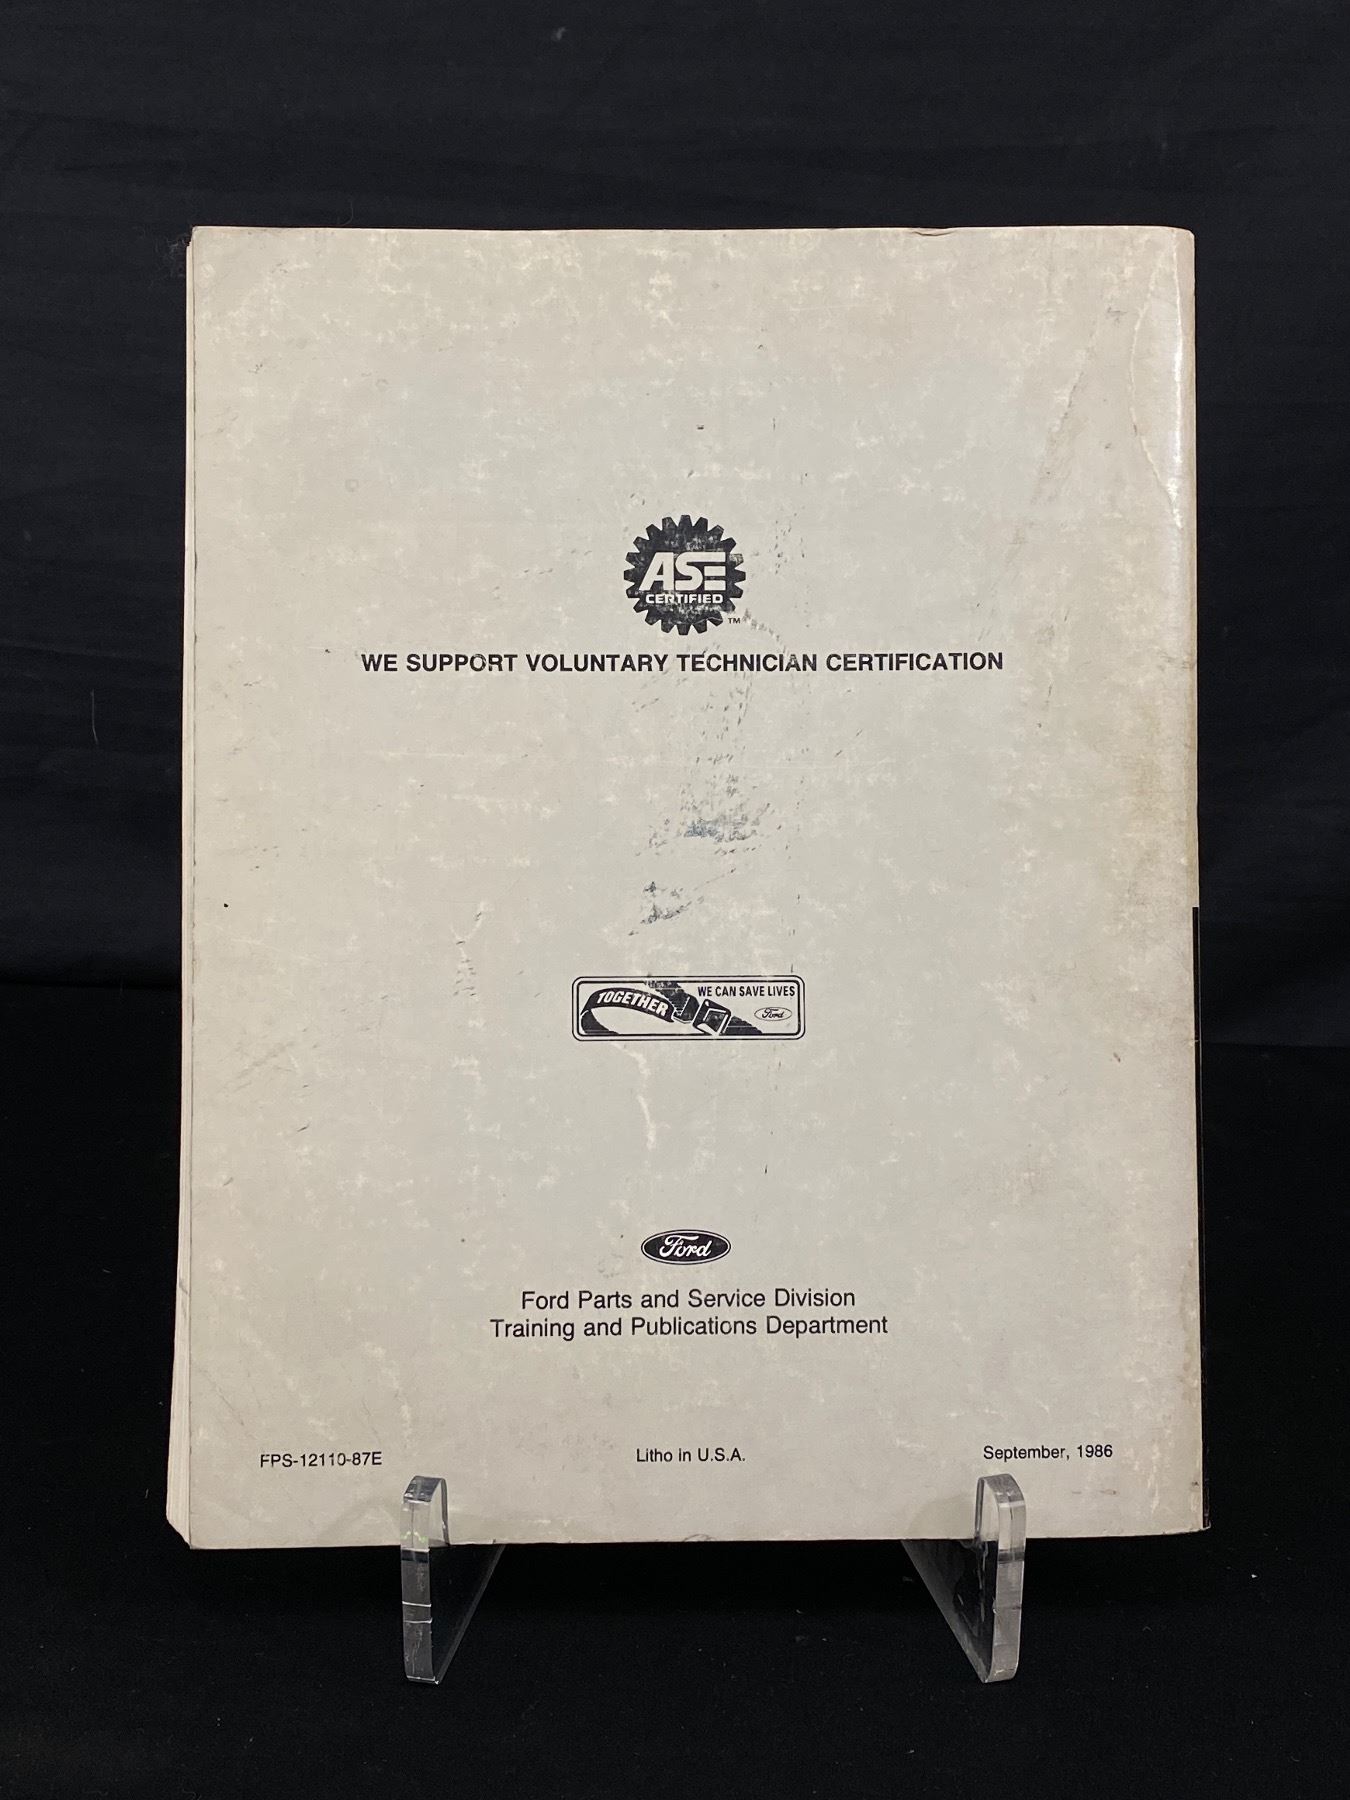 ASE
CERTIFIED
TM
WE SUPPORT VOLUNTARY TECHNICIAN CERTIFICATION
TOGETHER
WE CAN SAVE LIVES
Ford
Ford
Ford Parts and Service Division
Training and Publications Department
FPS-12110-87E
Litho in U.S.A.
September, 1986